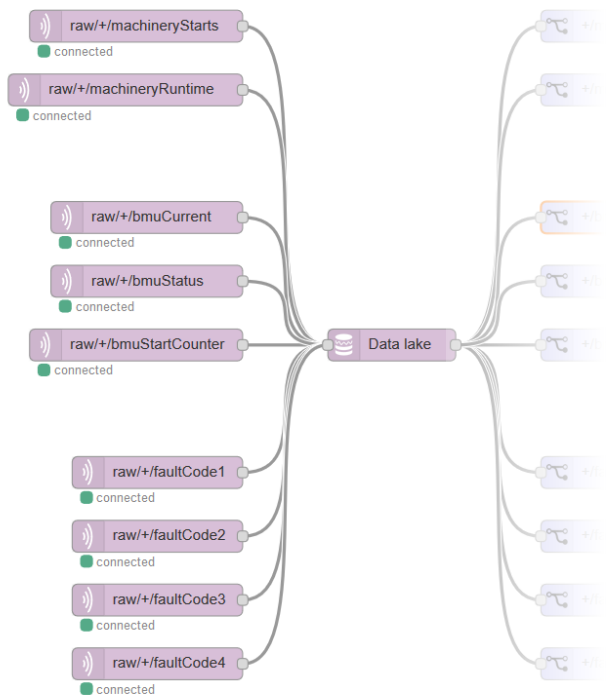 raw/+/machineryStarts
connected
raw/+/machineryRuntime
connected
raw/+/bmuCurrent
connected
raw/+/bmuStatus
connected
raw/+/bmuStartCounter
connected
Data lake
raw/+/faultCode1
connected
raw/+/faultCode2
connected
raw/+/faultCode3
connected
raw/+/faultCode4
connected